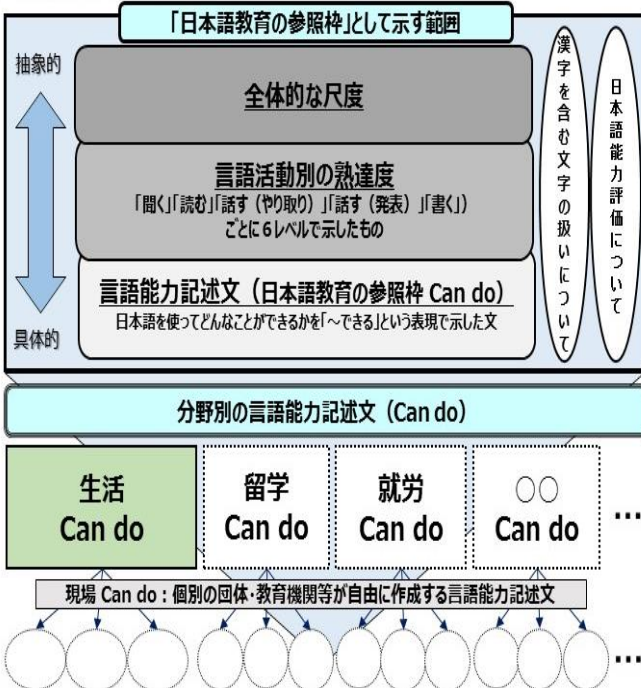 「日本語教育の参照枠」として示す範囲
抽象的
全体的な尺度
言語活動別の熟達度
「聞く」「読む」「話す（やり取り）」「話す（発表）」「書く」）
ごとに６レベルで示したもの
言語能力記述文（日本語教育の参照枠 Can do）
日本語を使ってどんなことができるかを「～できる」という表現で示した文
具体的
漢字を含む文字の扱いについて
日本語能力評価について
分野別の言語能力記述文（Can do）
生活
Can do
留学
Can do
就労
Can do
○○
Can do
…
現場 Can do：個別の団体・教育機関等が自由に作成する言語能力記述文
…